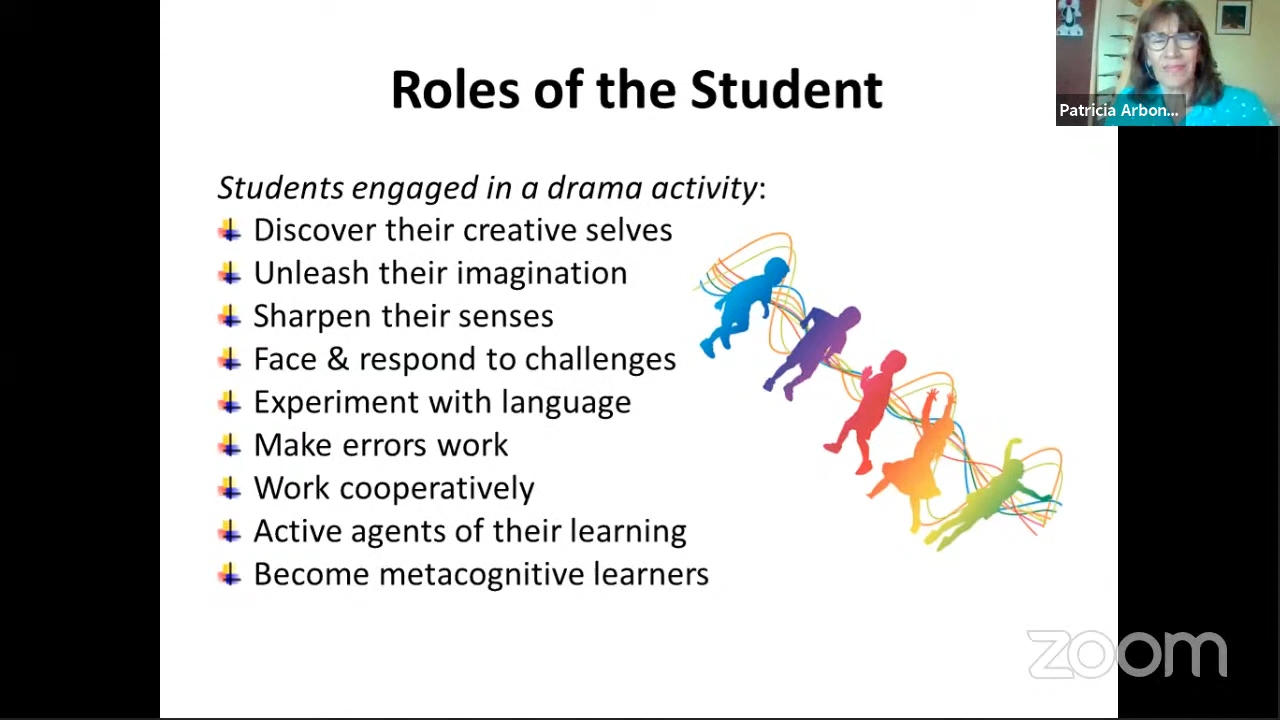 Roles of the Student
Patricia Arbon...
Students engaged in a drama activity:
Discover their creative selves
Unleash their imagination
Sharpen their senses
Face & respond to challenges
Experiment with language
Make errors work
Work cooperatively
Active agents of their learning
Become metacognitive learners
zoom